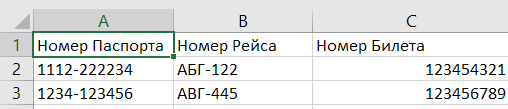 A B C
1 Номер Паспорта Номер Рейса Номер Билета
2 1112-222234 АБГ-122 123454321
3 1234-123456 АВГ-445 123456789